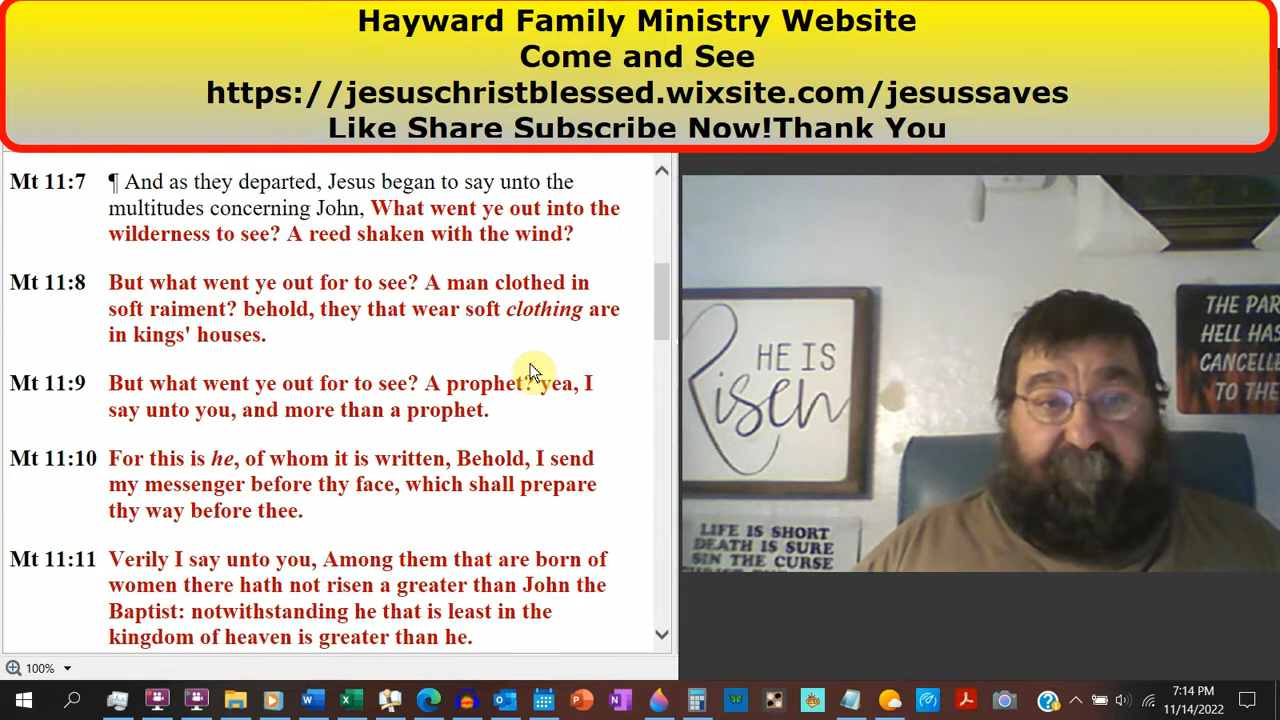 Hayward Family Ministry Website
Come and See
https://jesuschristblessed.wixsite.com/jesussaves
Like Share Subscribe Now!Thank You
Mt 11:7 ¶ And as they departed, Jesus began to say unto the
multitudes concerning John, What went ye out into the
wilderness to see? A reed shaken with the wind?
Mt 11:8 But what went ye out for to see? A man clothed in
soft raiment? behold, they that wear soft clothing are
in kings' houses.
Mt 11:9 But what went ye out for to see? A prophet? yea, I
say unto you, and more than a prophet.
Mt 11:10 For this is he, of whom it is written, Behold, I send
my messenger before thy face, which shall prepare
thy way before thee.
Mt 11:11 Verily I say unto you, Among them that are born of
women there hath not risen a greater than John the
Baptist: notwithstanding he that is least in the
kingdom of heaven is greater than he.
100%
HE IS
Risen
THE PAR
HELL HAS
CANCELLE
TO THE
LIFE IS SHORT
DEATH IS SURE
SIN THE CURSE
7:14 PM
11/14/2022